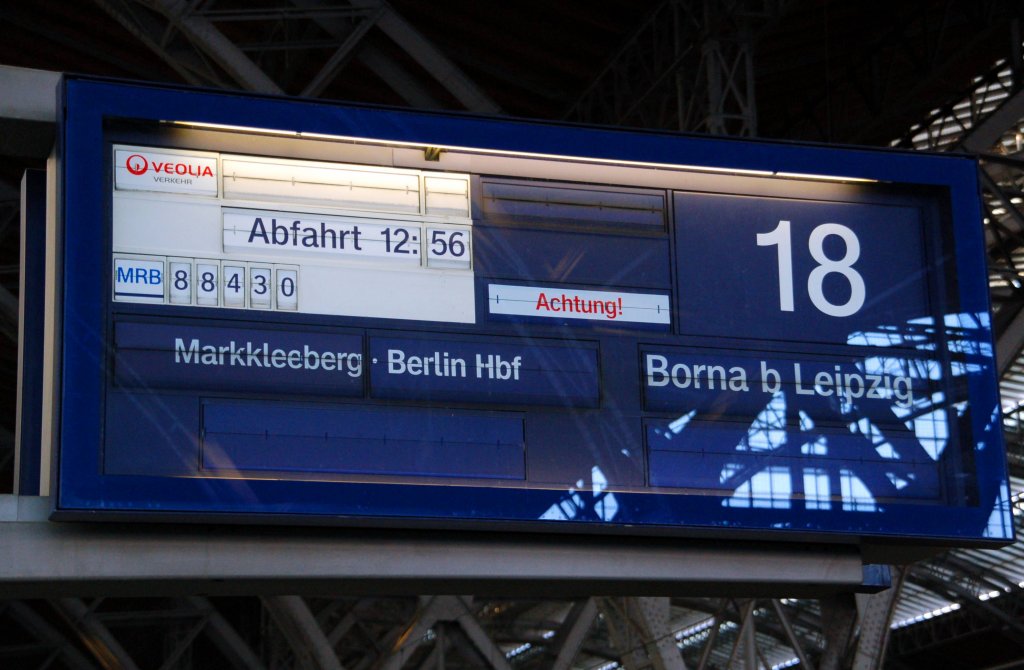 VEOLIA
VERKEHR
Abfahrt 12:56
MRB 88430
Achtung!
18
Markkleeberg · Berlin Hbf
Borna b Leipzig